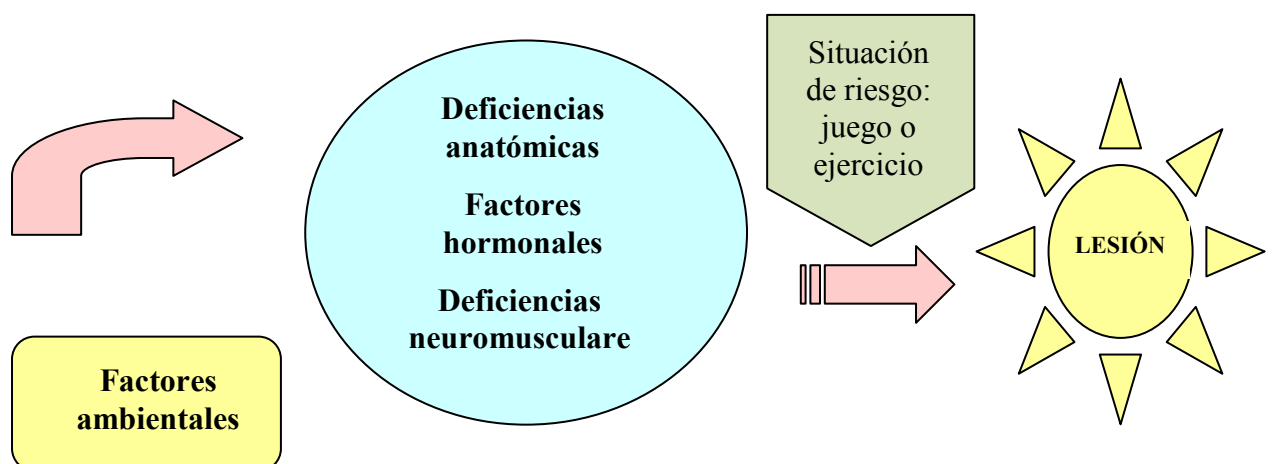 Deficiencias
anatómicas
Factores
hormonales
Deficiencias
neuromusculare
Situación
de riesgo:
juego o
ejercicio
LESIÓN
Factores
ambientales